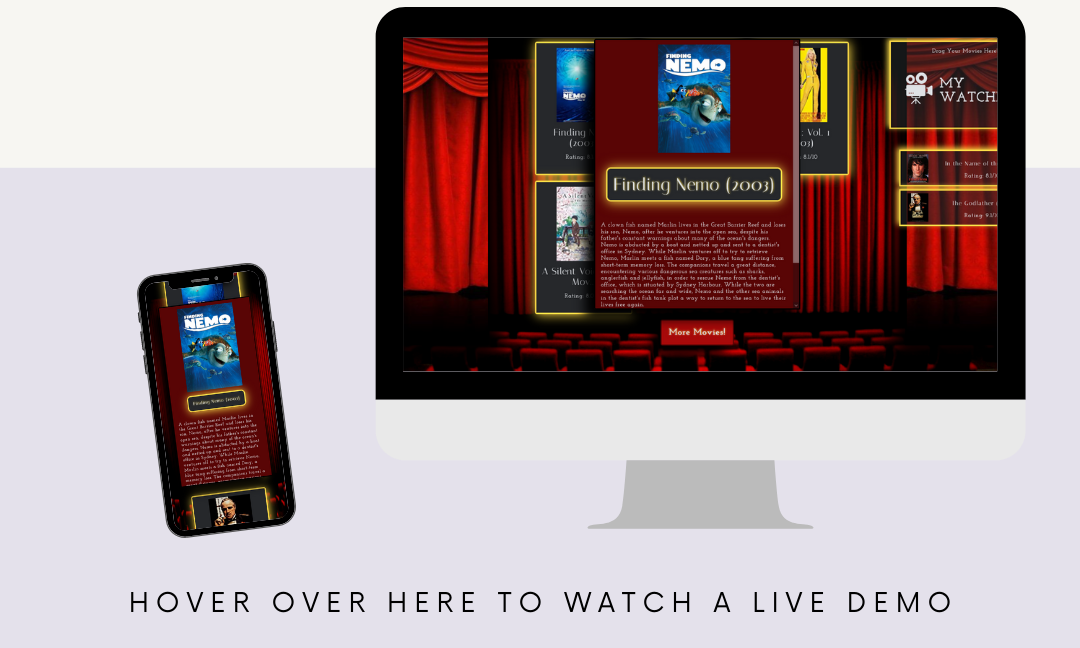 FINDING
NEMO
Finding Nemo (2003)
A clown fish named Marlin lives in the Great Barrier Reef and loses
his son, Nemo, after he ventures into the open sea, despite his
father's constant warnings about many of the ocean's dangers.
Nemo is abducted by a boat and netted up and sent to a dentist's
office in Sydney. While Marlin ventures off to try to retrieve
Nemo, Marlin meets a fish named Dory, a blue tang suffering from
short-term memory loss. The companions travel a great distance,
encountering various dangerous sea creatures such as sharks,
anglerfish and jellyfish, in order to rescue Nemo from the dentist's
office, which is situated by Sydney Harbour. While the two are
searching the ocean far and wide, Nemo and the other sea animals
in the dentist's fish tank plot a way to return to the sea to live their
lives free again.
More Movies!
NEMO
Finding N
(200
Rating: 8
A Silent V
Mov
Rating:
: Vol. 1
03)
: 8.1/10
Drag Your Movies Here
MY
WATCH
In the Name of th
Rating: 8.1/1
the Godfather
Rating: 9.2/1
FINDING
NEMO
Finding Nemo (2003)
A clown fish named Marlin lives in
the Great Barrier Reef and loses his
son, Nemo, after he ventures into the
open sea, despite his father's constant
warnings about many of the ocean's
dangers. Nemo is abducted by a boat
and netted up and sent to a dentist's
office in Sydney. While Marlin
ventures off to try to retrieve
Nemo, Marlin meets a fish named Dory, a
blue tang suffering from short-term
memory loss. The companions travel a
HOVER OVER HERE TO WATCH A LIVE DEMO